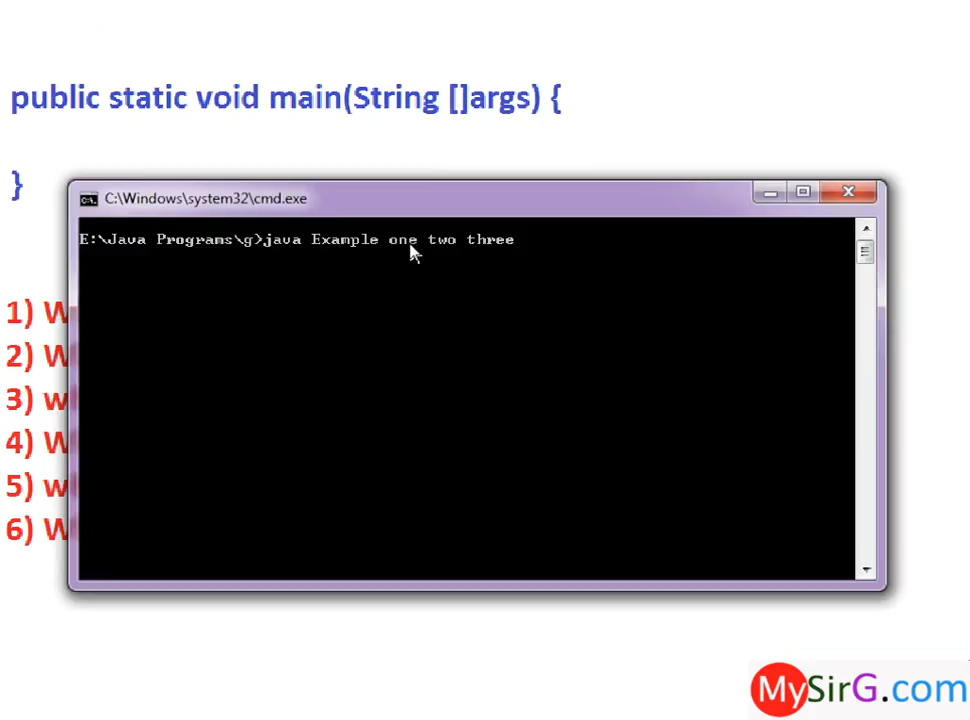 public static void main(String []args) {
}
C:\Windows\system32\cmd.exe
E:\Java Programs\g>java Example one two three
1) W
2) W
3) w
4) W
5) w
6) W
MySirG.com